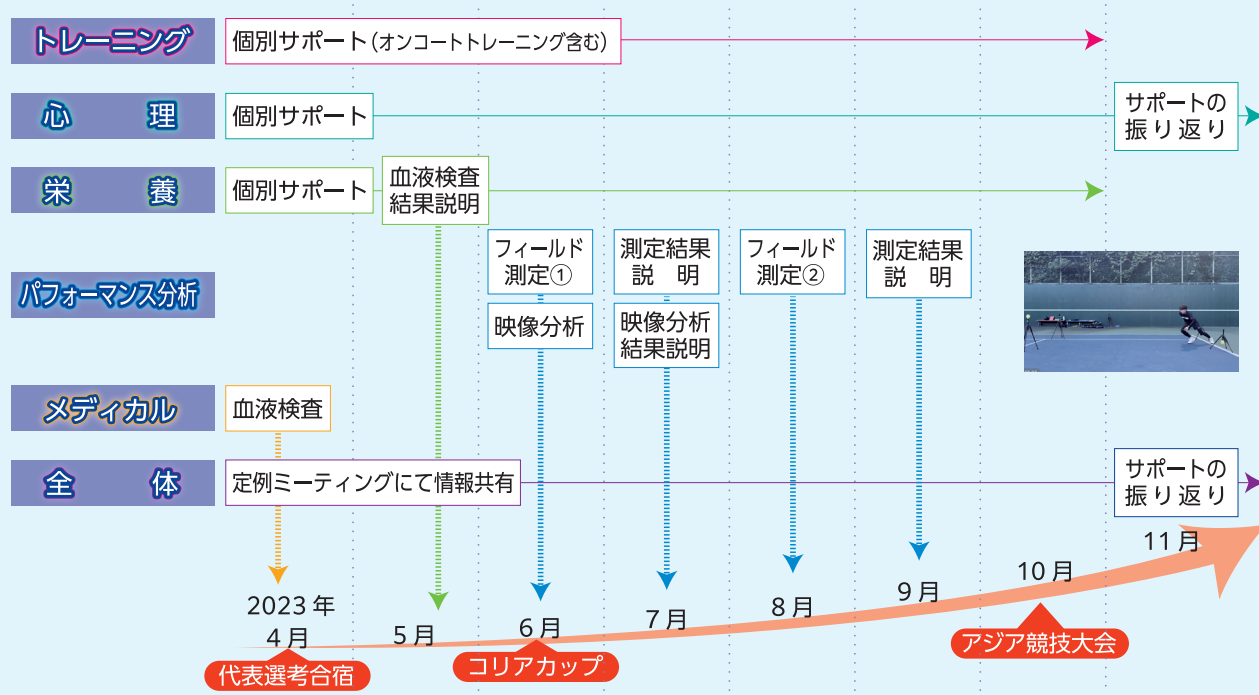 トレーニング
個別サポート(オンコートトレーニング含む)
心　理
個別サポート
サポートの
振り返り
栄　養
個別サポート
血液検査
結果説明
パフォーマンス分析
フィールド
測定①
映像分析
測定結果
説　明
映像分析
結果説明
フィールド
測定②
測定結果
説　明
メディカル
血液検査
全　体
定例ミーティングにて情報共有
サポートの
振り返り
2023年
4月
5月
6月
7月
8月
9月
10月
11月
代表選考合宿
コリアカップ
アジア競技大会